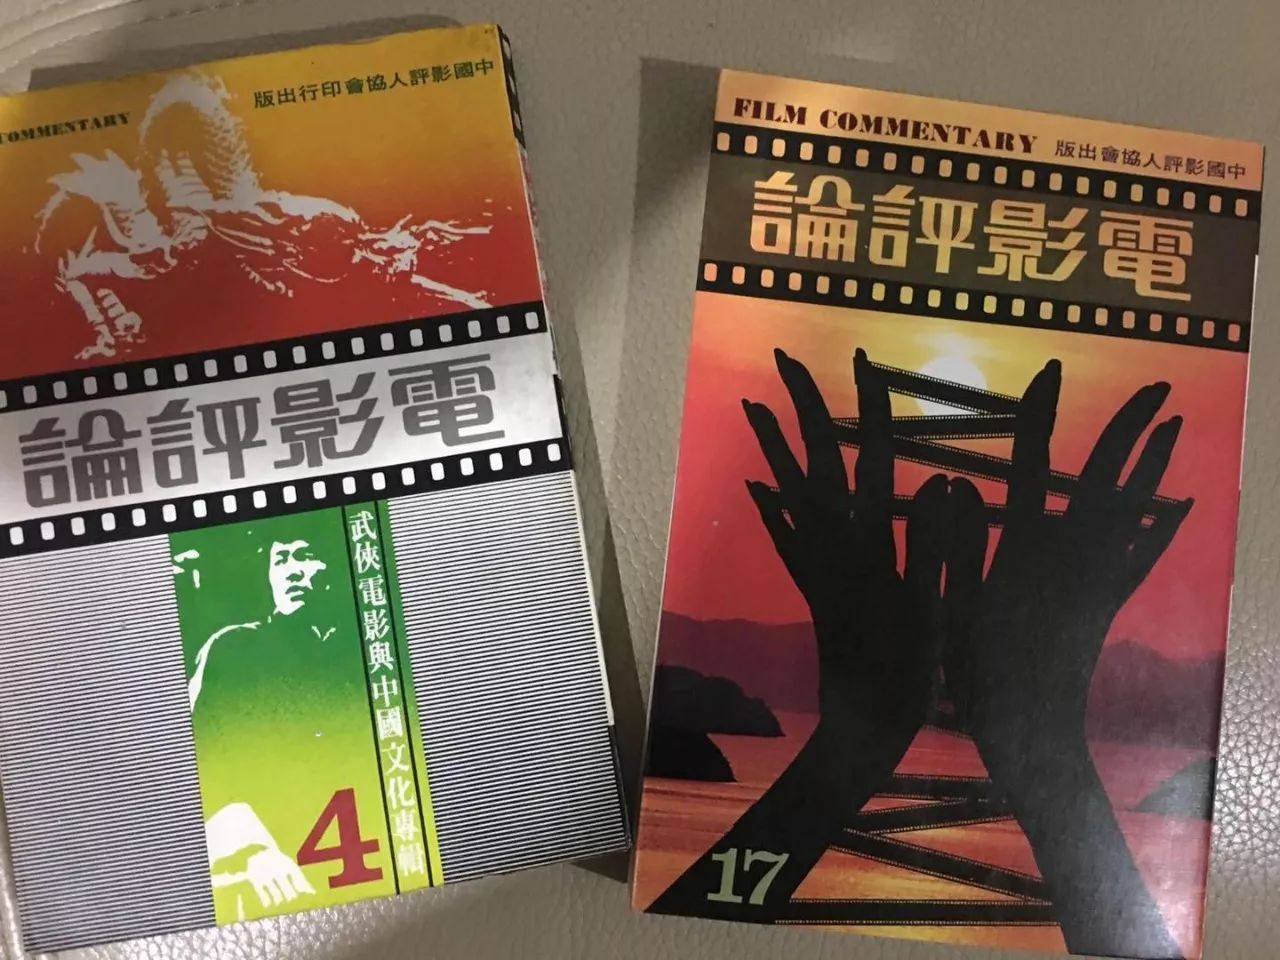 COMMENTARY
中國影評人協會印行出版
電影評論
武俠電影與中國文化專輯
4
FILM COMMENTARY
中國影評人協會出版
電影評論
17